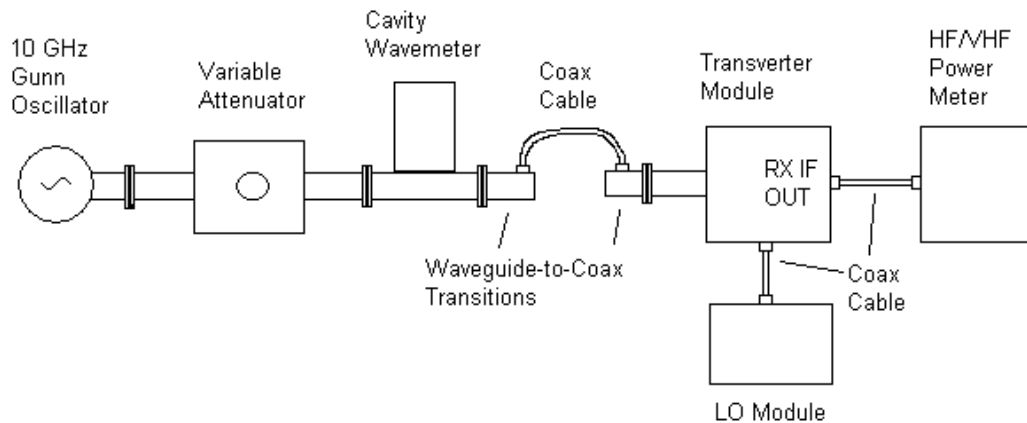 10 GHz
Gunn
Oscillator
Variable
Attenuator
Cavity
Wavemeter
Coax
Cable
Transverter
Module
HF/VHF
Power
Meter
RX IF
OUT
Waveguide-to-Coax
Transitions
Coax
Cable
LO Module